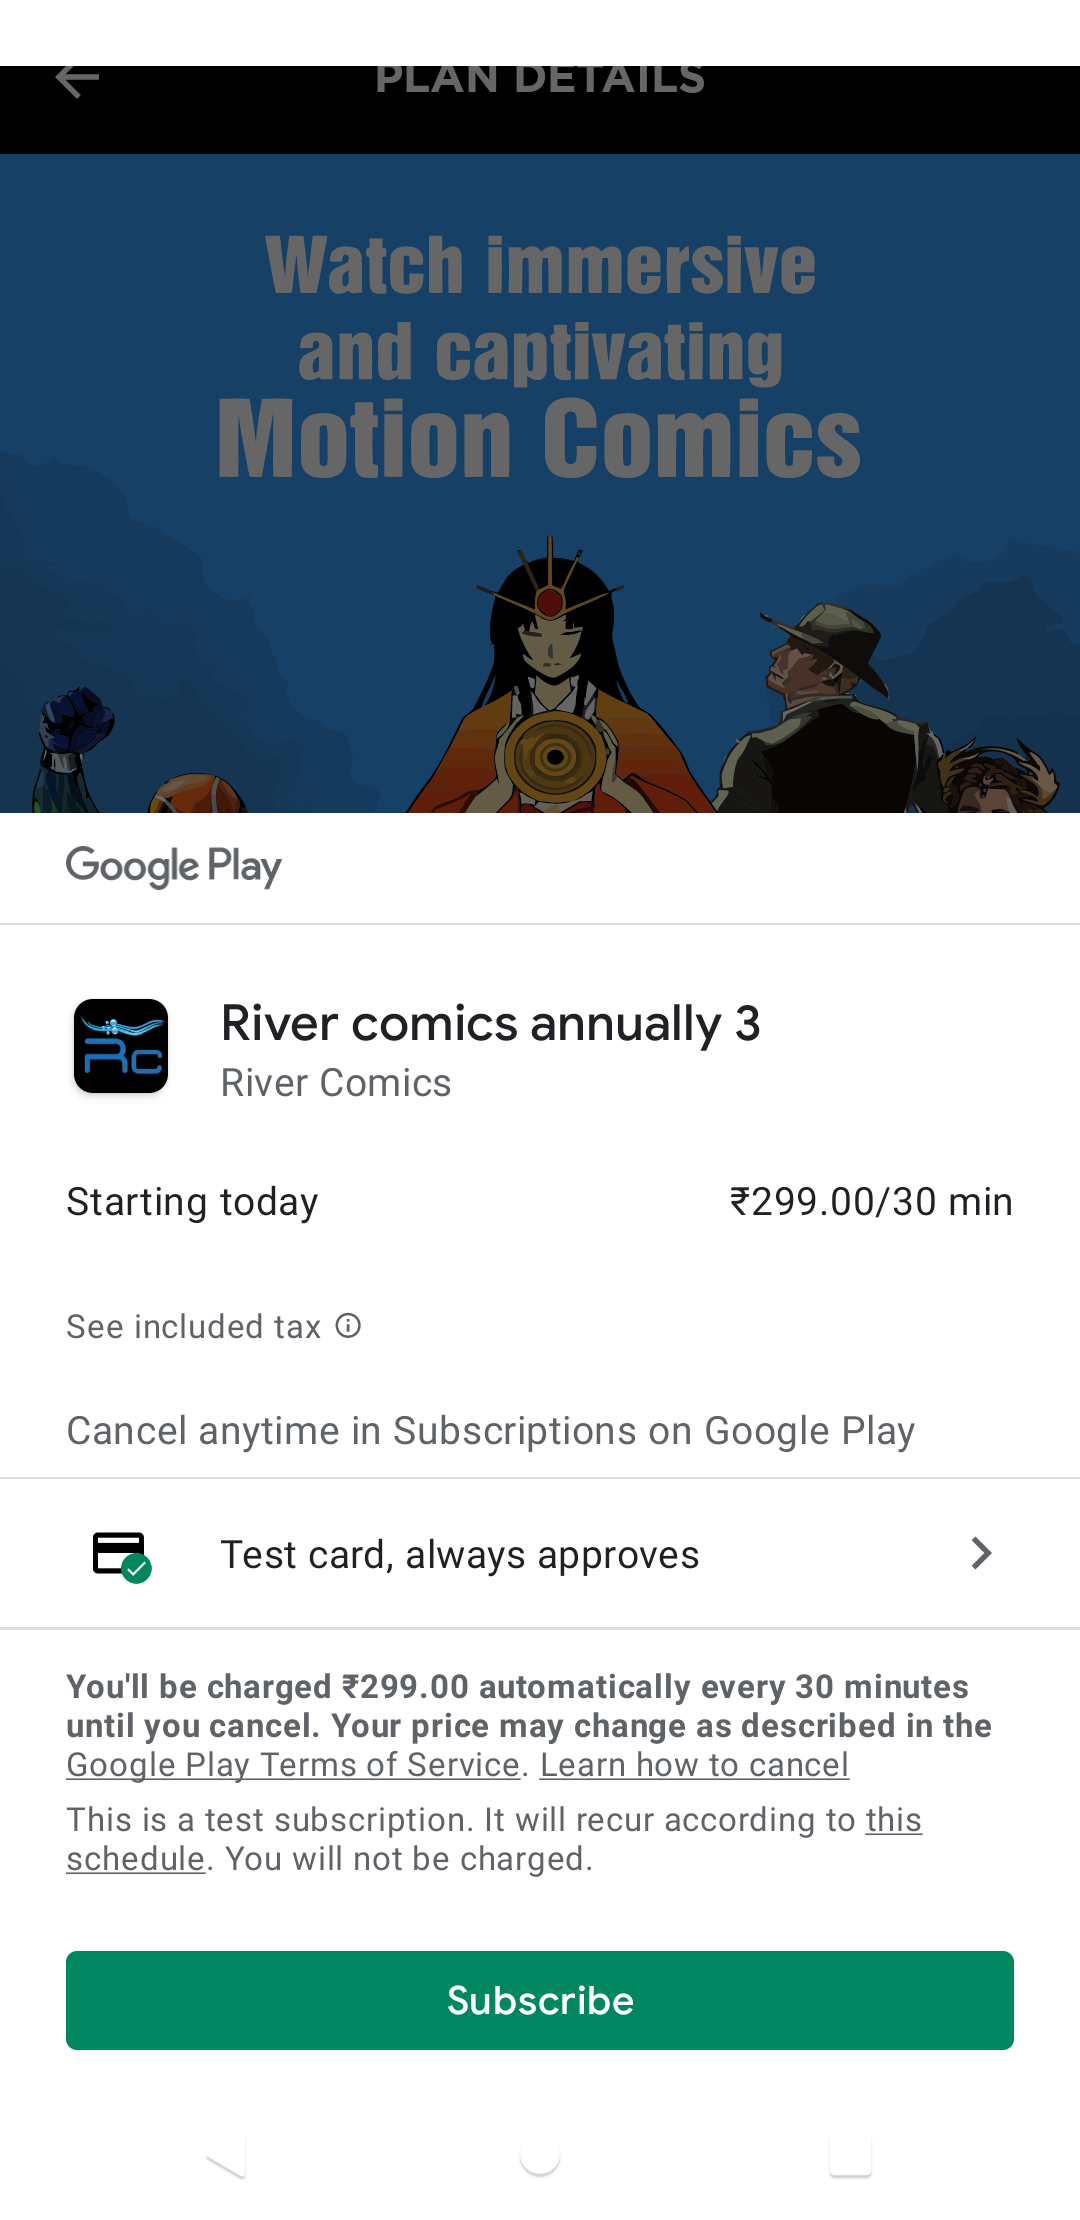 PLAN DETAILS
Watch immersive
and captivating
Motion Comics
Google Play
Rc
River comics annually 3
River Comics
Starting today ₹299.00/30 min
See included tax
Cancel anytime in Subscriptions on Google Play
Test card, always approves
You'll be charged ₹299.00 automatically every 30 minutes
until you cancel. Your price may change as described in the
Google Play Terms of Service. Learn how to cancel
This is a test subscription. It will recur according to this
schedule. You will not be charged.
Subscribe